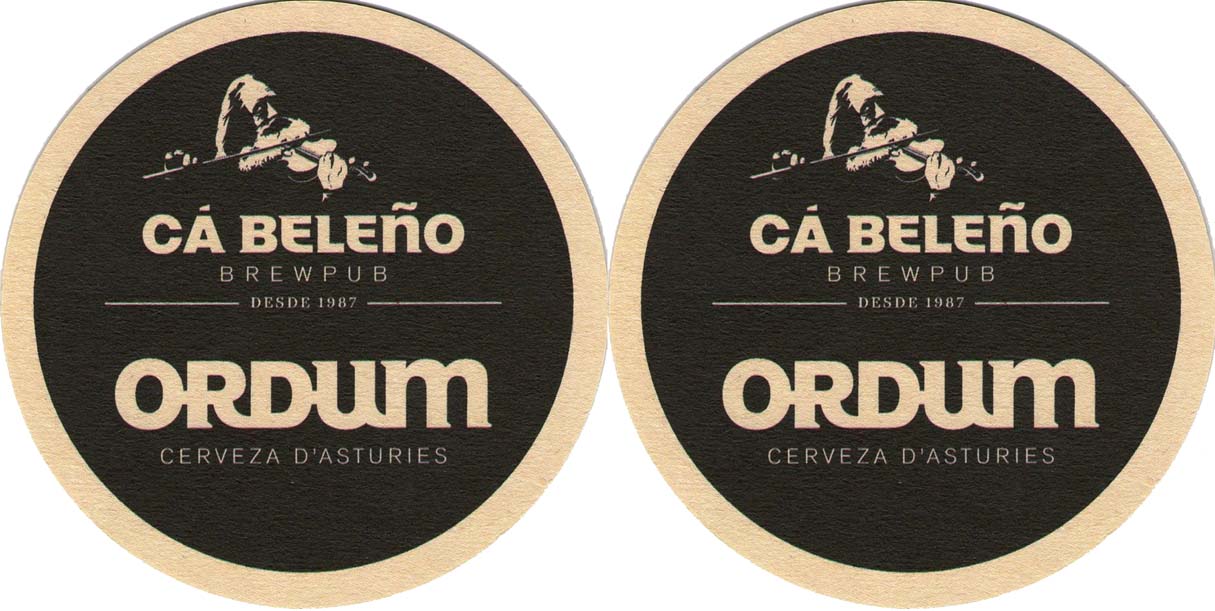 CÁ BELEÑO
BREWPUB
DESDE 1987
ORDUM
CERVEZA D'ASTURIES
CÁ BELEÑO
BREWPUB
DESDE 1987
ORDUM
CERVEZA D'ASTURIES